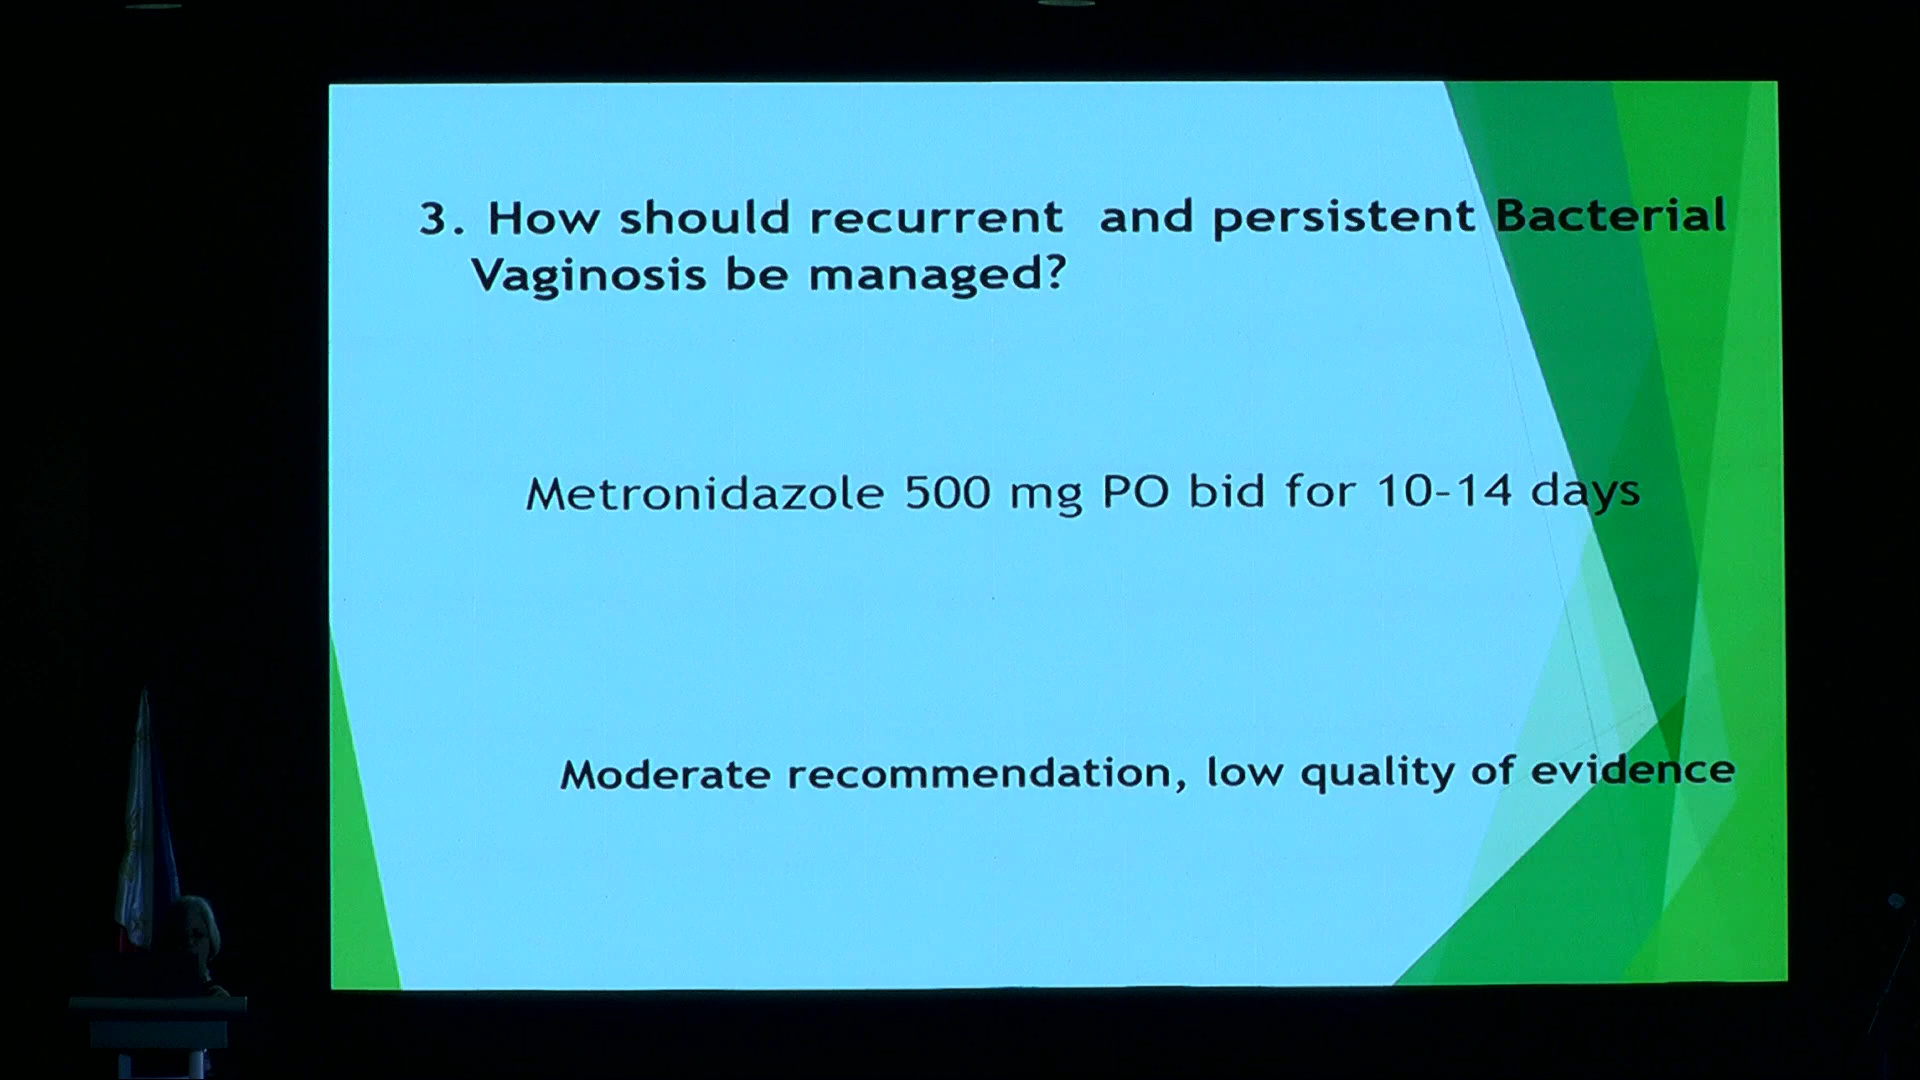 3. How should recurrent and persistent Bacterial
Vaginosis be managed?
Metronidazole 500 mg PO bid for 10-14 days
Moderate recommendation, low quality of evidence